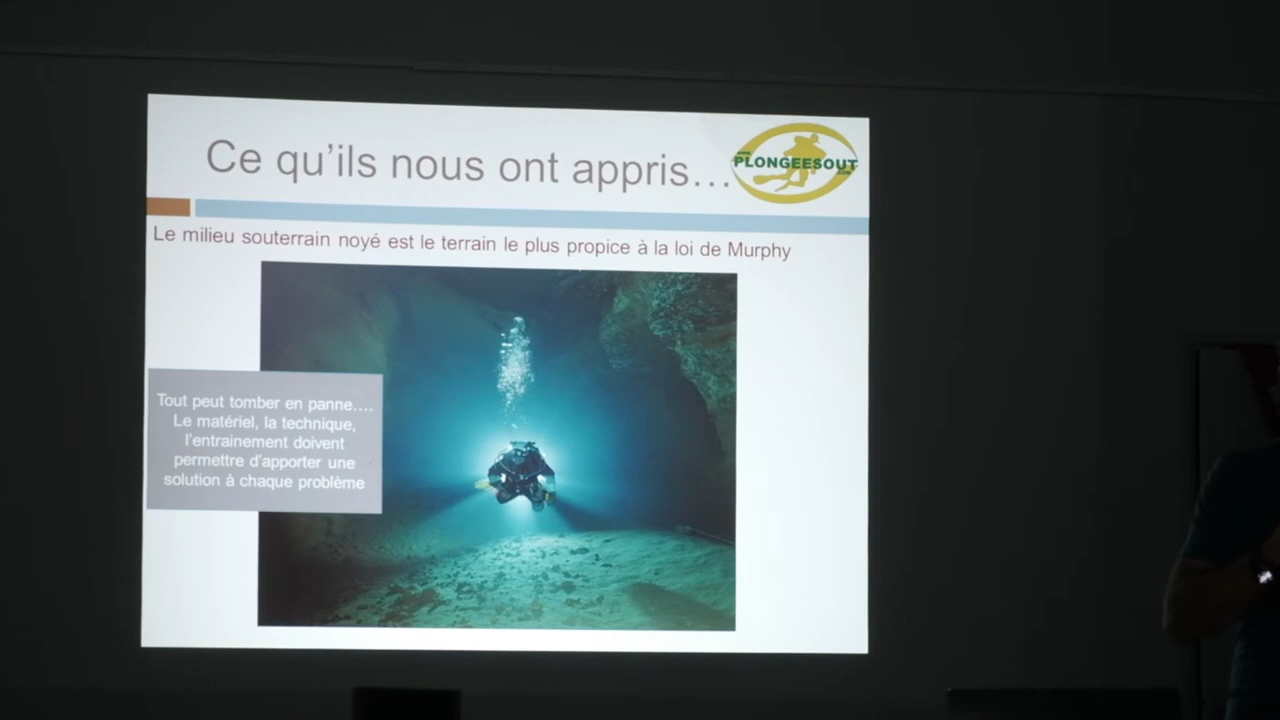 Ce qu'ils nous ont appris…
PLONGEESOUT
Le milieu souterrain noyé est le terrain le plus propice à la loi de Murphy
Tout peut tomber en panne….
Le matériel, la technique,
l'entrainement doivent
permettre d'apporter une
solution à chaque problème